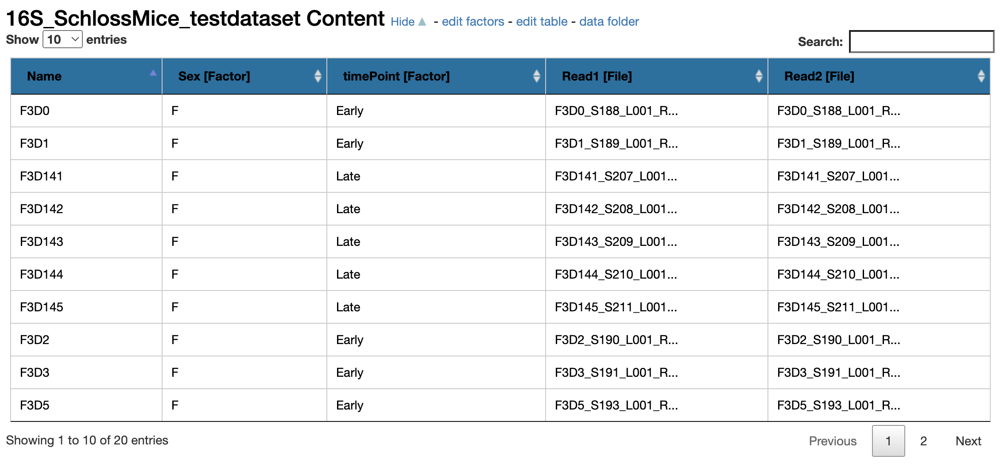 16S_SchlossMice_testdataset Content Hide ▲ - edit factors - edit table - data folder
Show 10 entries Search:
Name Sex [Factor] timePoint [Factor] Read1 [File] Read2 [File]
F3D0 F Early F3D0_S188_L001_R... F3D0_S188_L001_R...
F3D1 F Early F3D1_S189_L001_R... F3D1_S189_L001_R...
F3D141 F Late F3D141_S207_L001... F3D141_S207_L001...
F3D142 F Late F3D142_S208_L001... F3D142_S208_L001...
F3D143 F Late F3D143_S209_L001... F3D143_S209_L001...
F3D144 F Late F3D144_S210_L001... F3D144_S210_L001...
F3D145 F Late F3D145_S211_L001... F3D145_S211_L001...
F3D2 F Early F3D2_S190_L001_R... F3D2_S190_L001_R...
F3D3 F Early F3D3_S191_L001_R... F3D3_S191_L001_R...
F3D5 F Early F3D5_S193_L001_R... F3D5_S193_L001_R...
Showing 1 to 10 of 20 entries Previous 1 2 Next